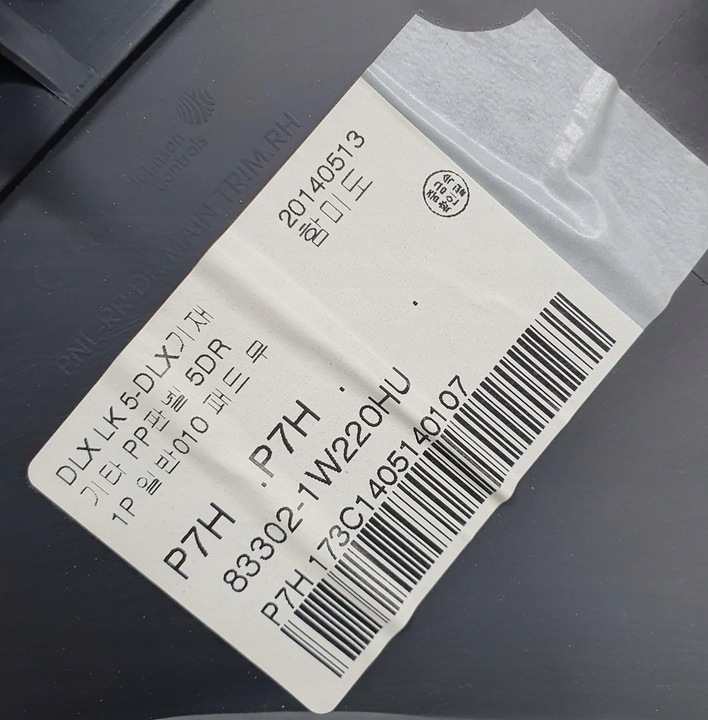 Johnson
Controls
PNL-RR DR MAIN TRIM.RH
20140513
함미도
DLX LK 5-DLX기재
기타 PP판넬 5DR
1P 일반010 패드 무
P7H .P7H .
83302-1W220HU
P7H 173C1405140107